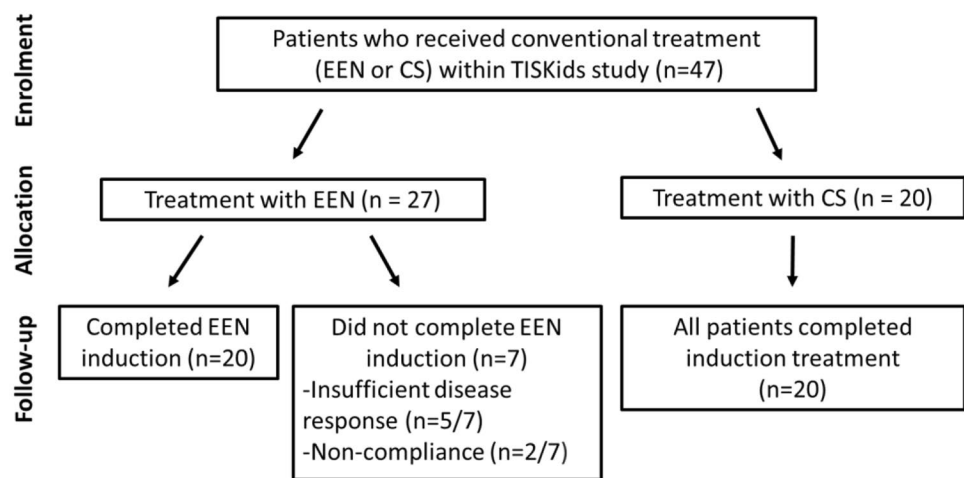 Enrolment
Patients who received conventional treatment
(EEN or CS) within TISKids study (n=47)
Allocation
Treatment with EEN (n = 27)
Treatment with CS (n = 20)
Follow-up
Completed EEN
induction (n=20)
Did not complete EEN
induction (n=7)
-Insufficient disease
response (n=5/7)
-Non-compliance (n=2/7)
All patients completed
induction treatment
(n=20)